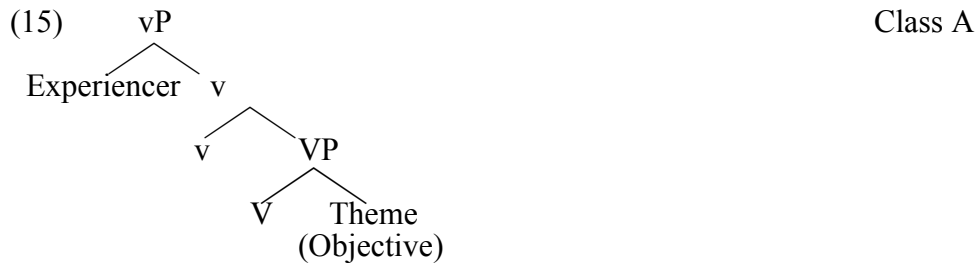 (15) vP Class A
Experiencer v
v VP
V Theme
(Objective)